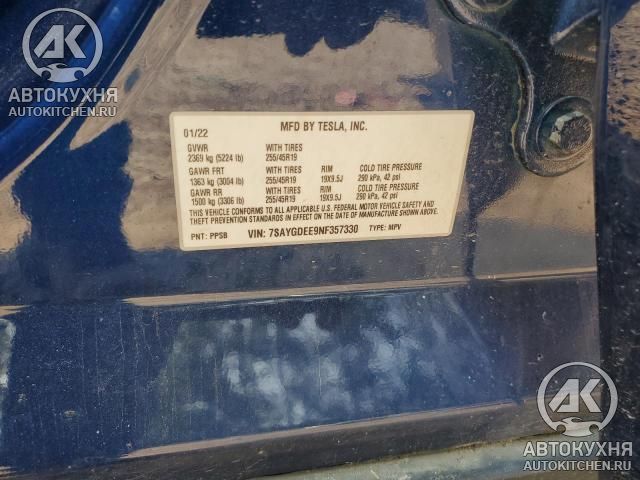 АК
АВТОКУХНЯ
AUTOKITCHEN.RU
01/22 MFD BY TESLA, INC.
GVWR WITH TIRES
2369 kg (5224 lb) 255/45R19
GAWR FRT WITH TIRES RIM COLD TIRE PRESSURE
1363 kg (3004 lb) 255/45R19 19X9.5J 290 kPa, 42 psi
GAWR RR WITH TIRES RIM COLD TIRE PRESSURE
1500 kg (3306 lb) 255/45R19 19X9.5J 290 kPa, 42 psi
THIS VEHICLE CONFORMS TO ALL APPLICABLE U.S. FEDERAL MOTOR VEHICLE SAFETY AND
THEFT PREVENTION STANDARDS IN EFFECT ON THE DATE OF MANUFACTURE SHOWN ABOVE.
PNT: PPSB VIN: 7SAYGDEE9NF357330 TYPE: MPV
АК
АВТОКУХНЯ
AUTOKITCHEN.RU